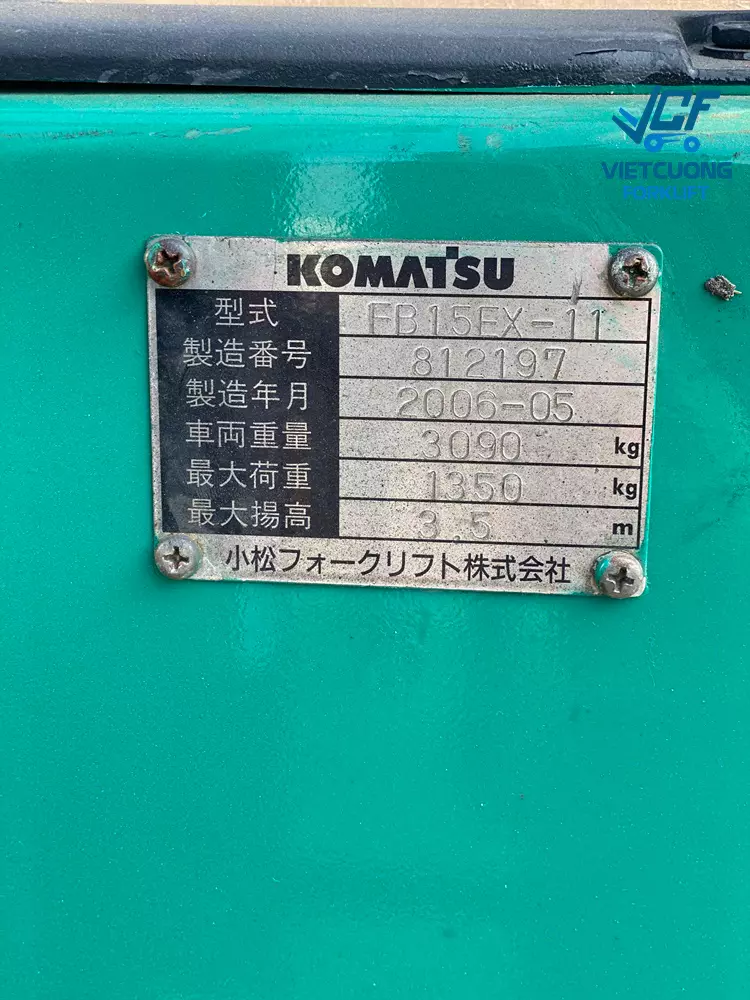 VCF
VIETCUONG
FORKLIFT
KOMATSU
型式 FB15EX-11
製造番号 812197
製造年月 2006-05
車両重量 3090 kg
最大荷重 1350 kg
最大揚高 3.5 m
小松フォークリフト株式会社